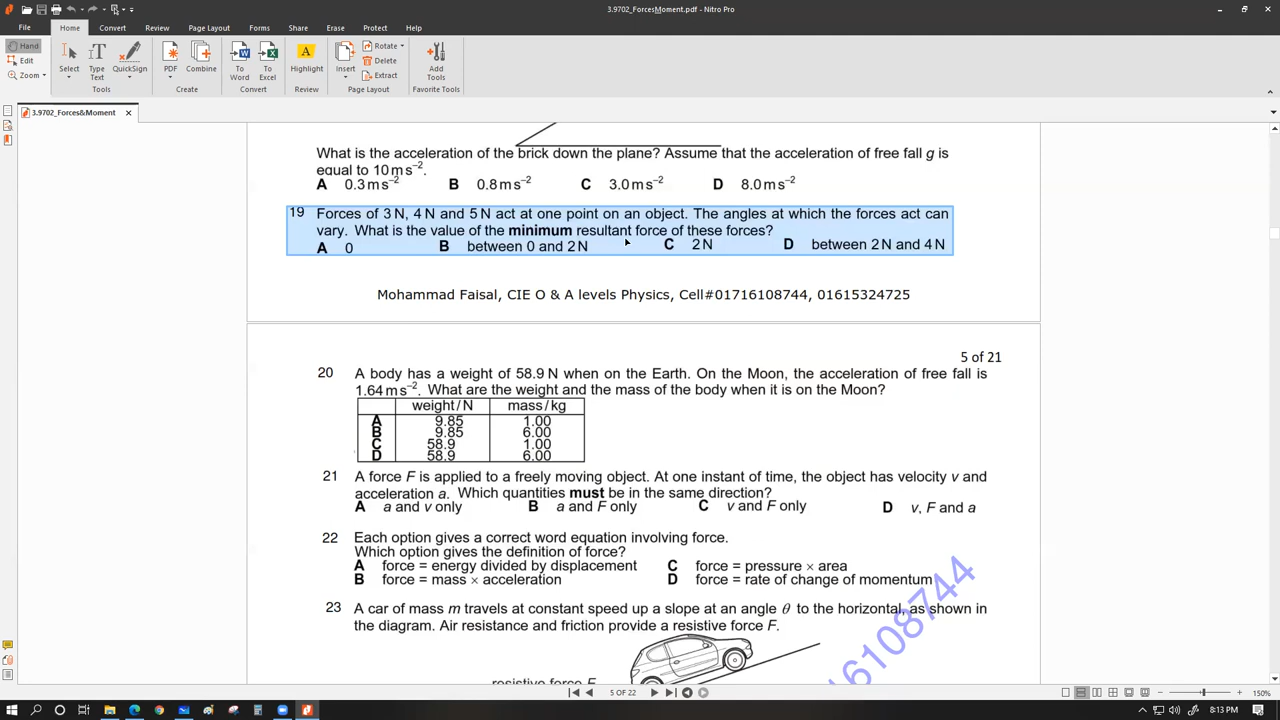 3.9702_ForcesMoment.pdf - Nitro Pro
File Home Convert Review Page Layout Forms Share Erase Protect Help
Hand
Edit
Zoom
Select
Type Text
QuickSign
PDF
Combine
To Word
To Excel
Highlight
Insert
Rotate
Delete
Extract
Add Tools
Tools Create Convert Review Page Layout Favorite Tools
3.9702_Forces&Moment
What is the acceleration of the brick down the plane? Assume that the acceleration of free fall g is
equal to 10 m s⁻².
A 0.3 m s⁻² B 0.8 m s⁻² C 3.0 m s⁻² D 8.0 m s⁻²
19 Forces of 3 N, 4 N and 5 N act at one point on an object. The angles at which the forces act can
vary. What is the value of the minimum resultant force of these forces?
A 0 B between 0 and 2 N C 2 N D between 2 N and 4 N
Mohammad Faisal, CIE O & A levels Physics, Cell#01716108744, 01615324725
5 of 21
20 A body has a weight of 58.9 N when on the Earth. On the Moon, the acceleration of free fall is
1.64 m s⁻². What are the weight and the mass of the body when it is on the Moon?
weight / N mass / kg
A 9.85 1.00
B 9.85 6.00
C 58.9 1.00
D 58.9 6.00
21 A force F is applied to a freely moving object. At one instant of time, the object has velocity v and
acceleration a. Which quantities must be in the same direction?
A a and v only B a and F only C v and F only D v, F and a
22 Each option gives a correct word equation involving force.
Which option gives the definition of force?
A force = energy divided by displacement C force = pressure × area
B force = mass × acceleration D force = rate of change of momentum
23 A car of mass m travels at constant speed up a slope at an angle θ to the horizontal, as shown in
the diagram. Air resistance and friction provide a resistive force F.
resistive force F
16108744
5 OF 22
150%
8:13 PM